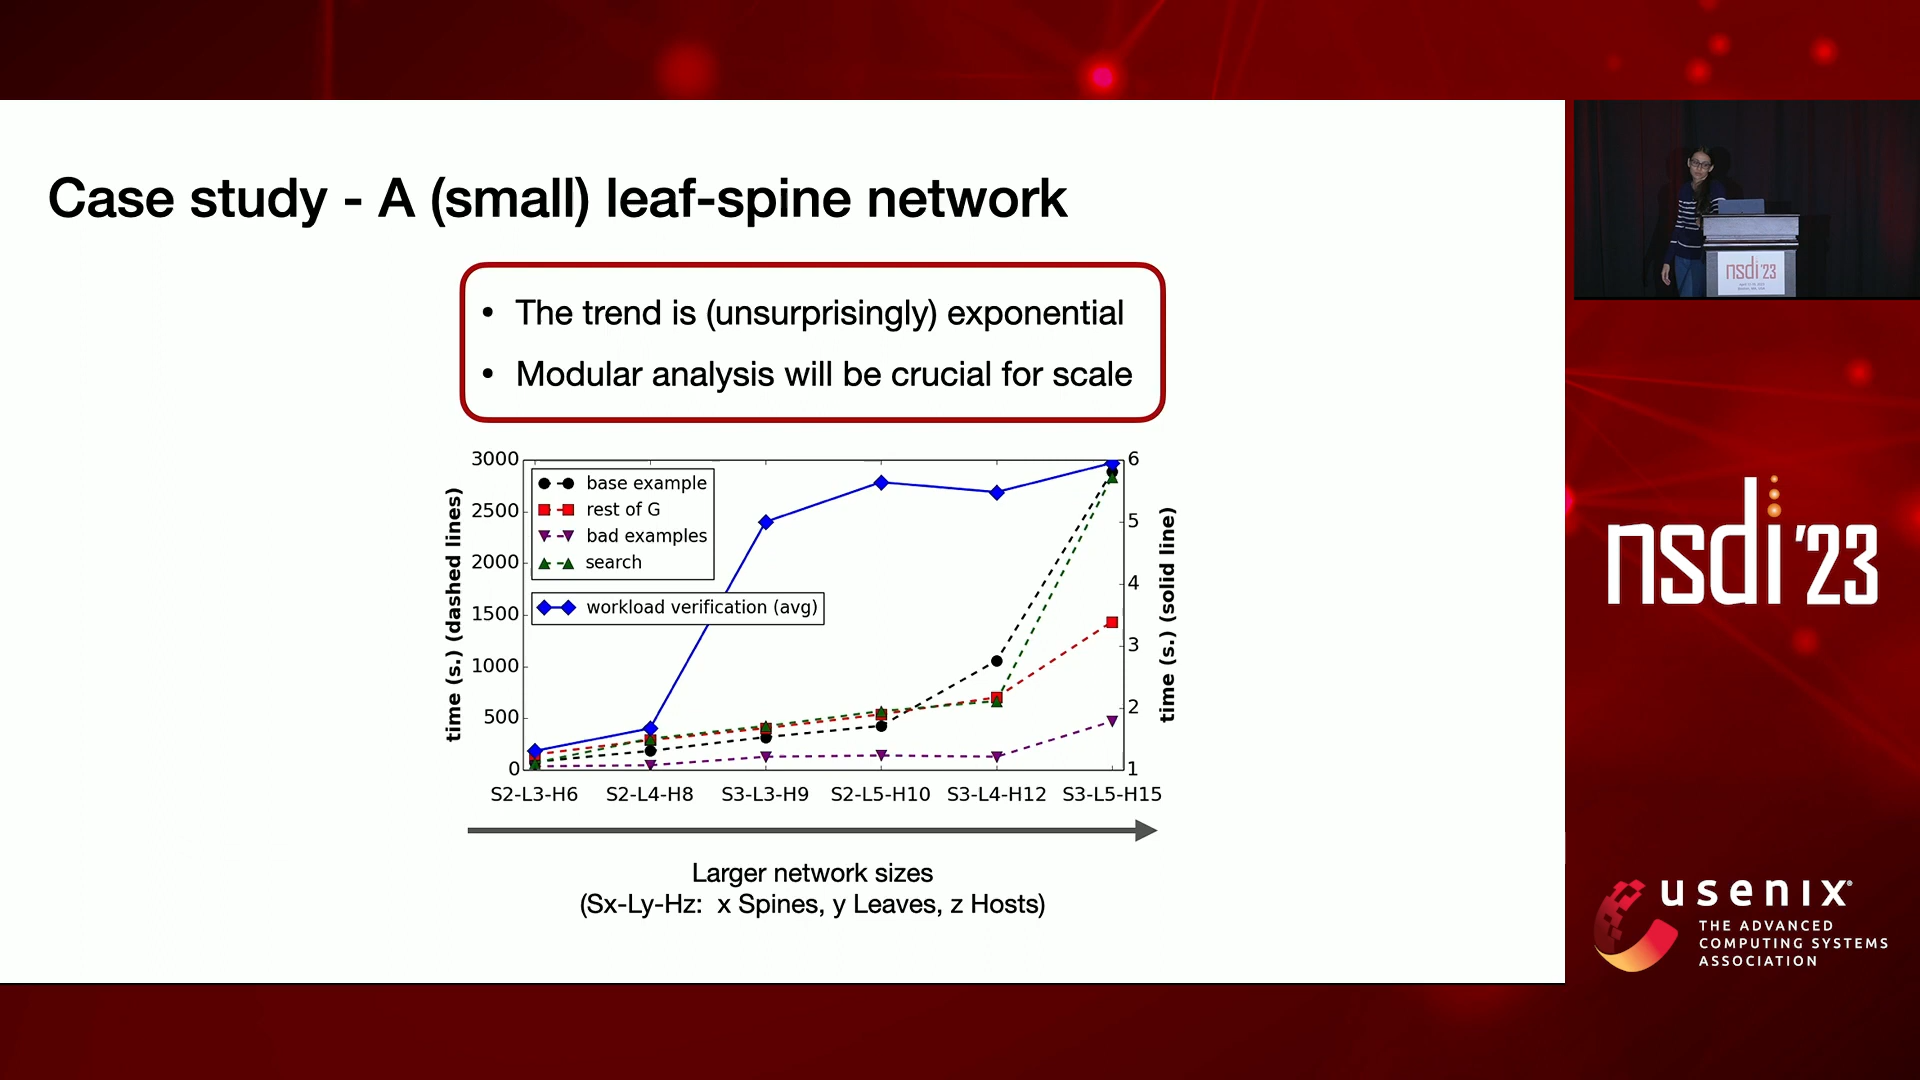 Case study - A (small) leaf-spine network
• The trend is (unsurprisingly) exponential
• Modular analysis will be crucial for scale
3000
2500
2000
1500
1000
500
0
time (s.) (dashed lines)
base example
rest of G
bad examples
search
workload verification (avg)
6
5
4
3
2
1
time (s.) (solid line)
S2-L3-H6 S2-L4-H8 S3-L3-H9 S2-L5-H10 S3-L4-H12 S3-L5-H15
Larger network sizes
(Sx-Ly-Hz: x Spines, y Leaves, z Hosts)
nsdi '23
nsdi '23
usenix®
THE ADVANCED
COMPUTING SYSTEMS
ASSOCIATION